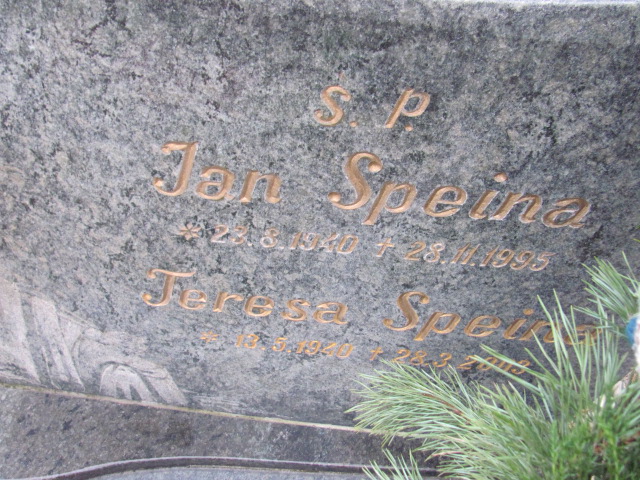 Ś. P.
Jan Speina
* 23.8.1940 † 28.11.1995
Teresa Speina
* 13.5.1940 † 28.3.